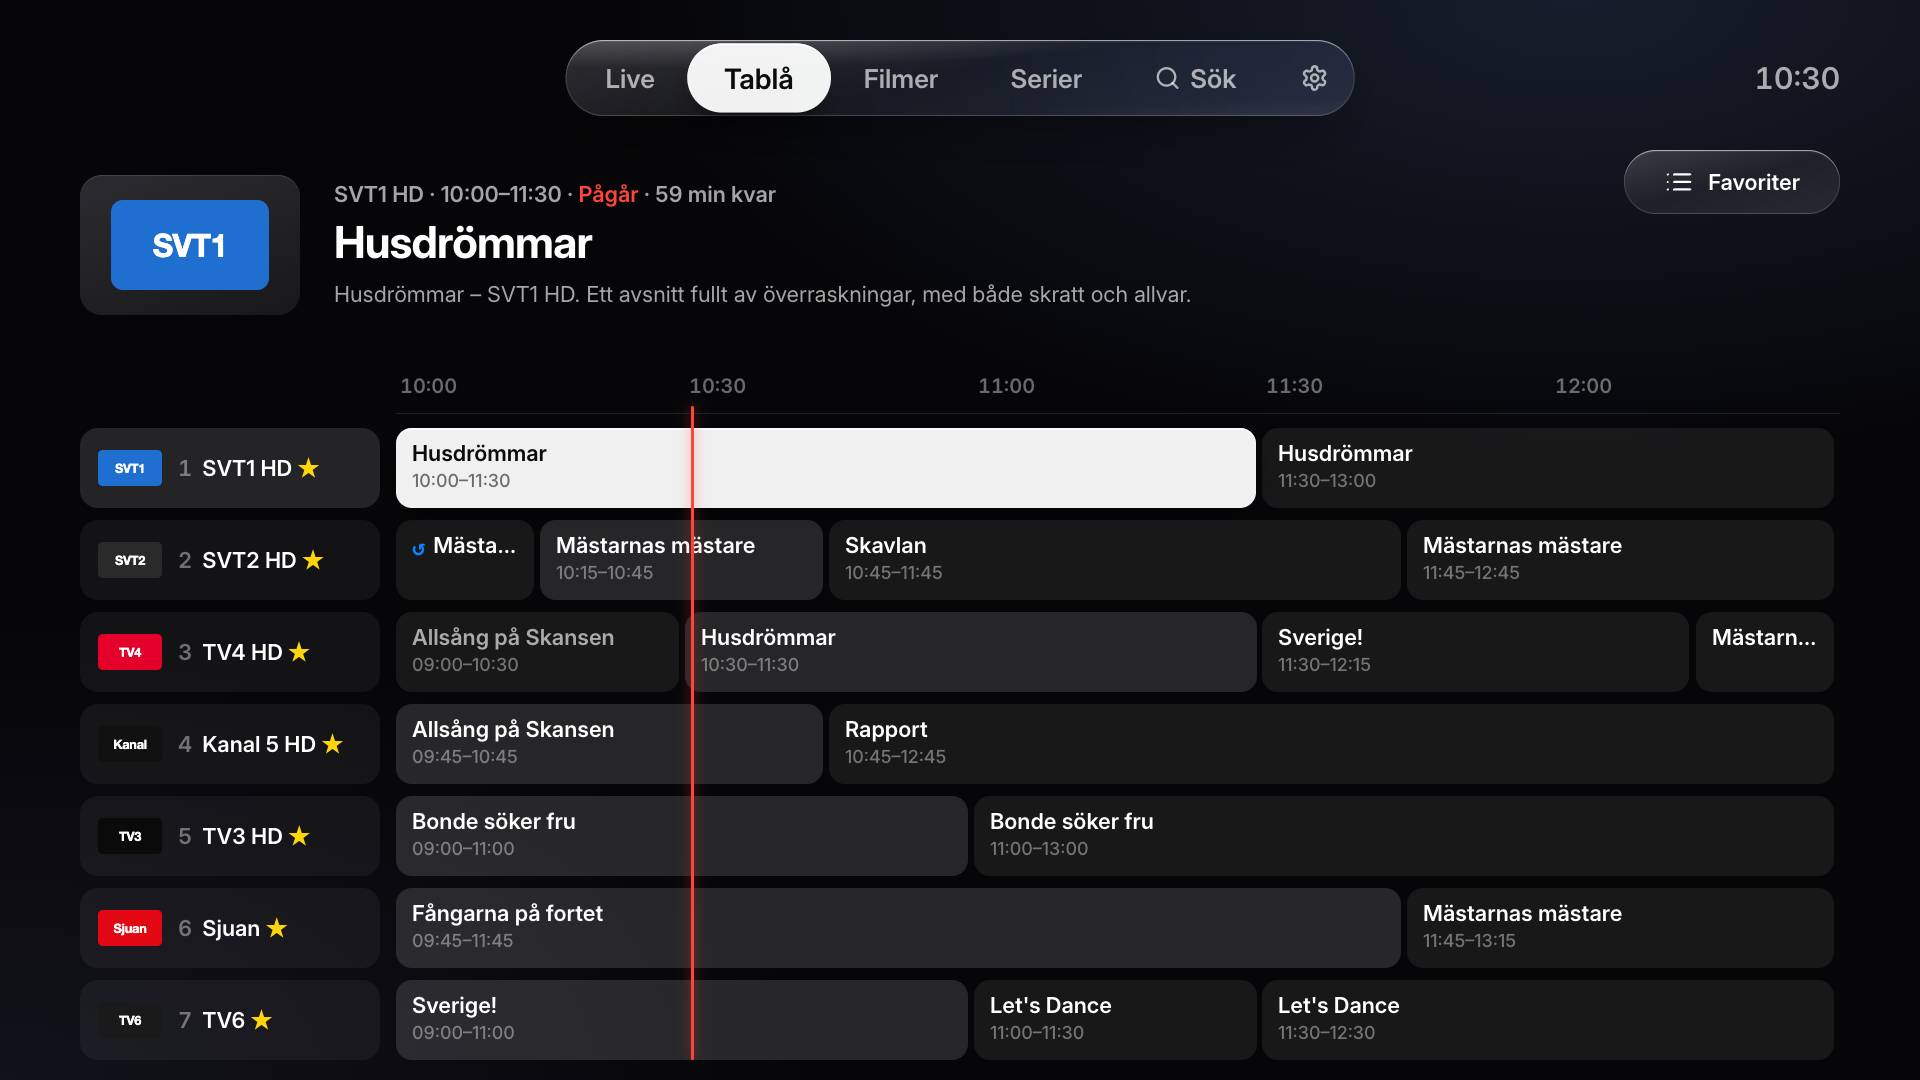 Live Tablå Filmer Serier Sök 10:30
Favoriter
SVT1
SVT1 HD · 10:00–11:30 · Pågår · 59 min kvar
Husdrömmar
Husdrömmar – SVT1 HD. Ett avsnitt fullt av överraskningar, med både skratt och allvar.
10:00 10:30 11:00 11:30 12:00
SVT1 1 SVT1 HD ★
Husdrömmar
10:00–11:30
Husdrömmar
11:30–13:00
SVT2 2 SVT2 HD ★
↺ Mästa...
Mästarnas mästare
10:15–10:45
Skavlan
10:45–11:45
Mästarnas mästare
11:45–12:45
TV4 3 TV4 HD ★
Allsång på Skansen
09:00–10:30
Husdrömmar
10:30–11:30
Sverige!
11:30–12:15
Mästarn...
Kanal 4 Kanal 5 HD ★
Allsång på Skansen
09:45–10:45
Rapport
10:45–12:45
TV3 5 TV3 HD ★
Bonde söker fru
09:00–11:00
Bonde söker fru
11:00–13:00
Sjuan 6 Sjuan ★
Fångarna på fortet
09:45–11:45
Mästarnas mästare
11:45–13:15
TV6 7 TV6 ★
Sverige!
09:00–11:00
Let's Dance
11:00–11:30
Let's Dance
11:30–12:30